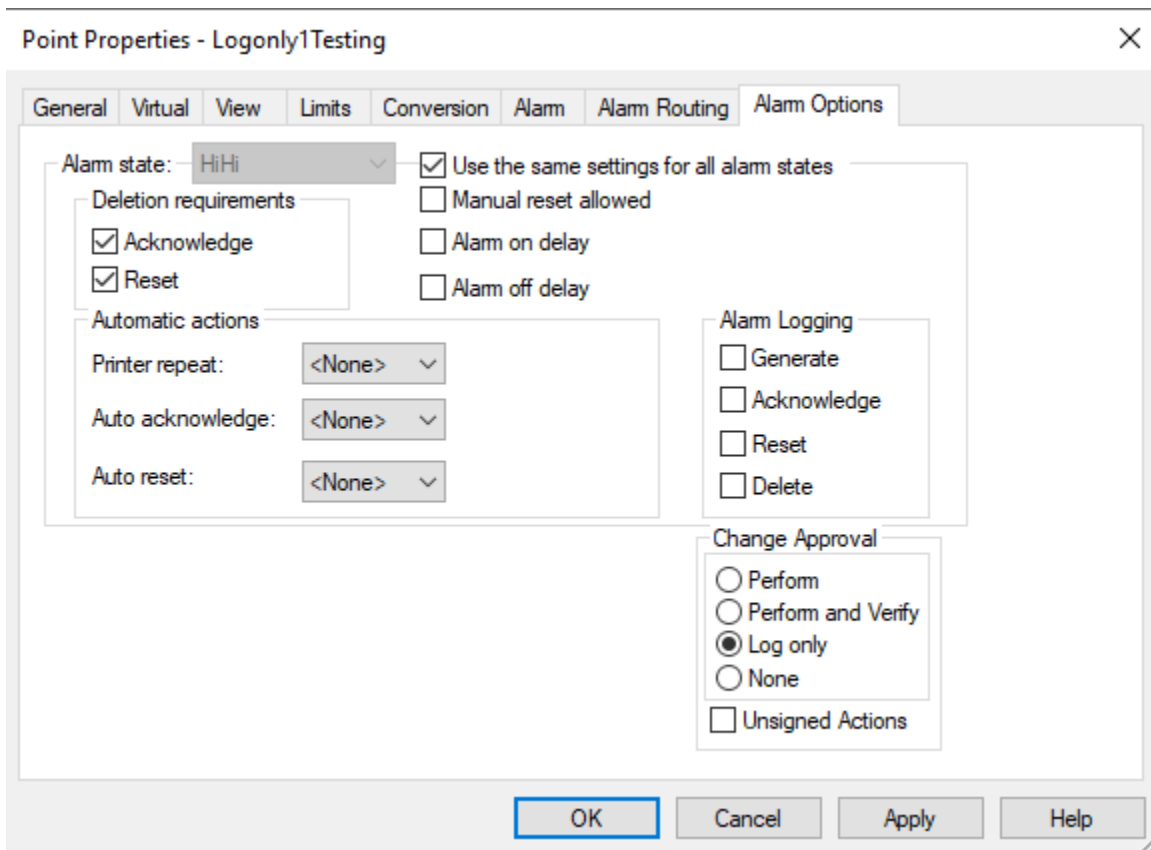 Point Properties - Logonly1Testing
General Virtual View Limits Conversion Alarm Alarm Routing Alarm Options
Alarm state: HiHi Use the same settings for all alarm states
Deletion requirements Manual reset allowed
Acknowledge Alarm on delay
Reset Alarm off delay
Automatic actions Alarm Logging
Printer repeat: <None> Generate
Auto acknowledge: <None> Acknowledge
Auto reset: <None> Reset
Delete
Change Approval
Perform
Perform and Verify
Log only
None
Unsigned Actions
OK Cancel Apply Help